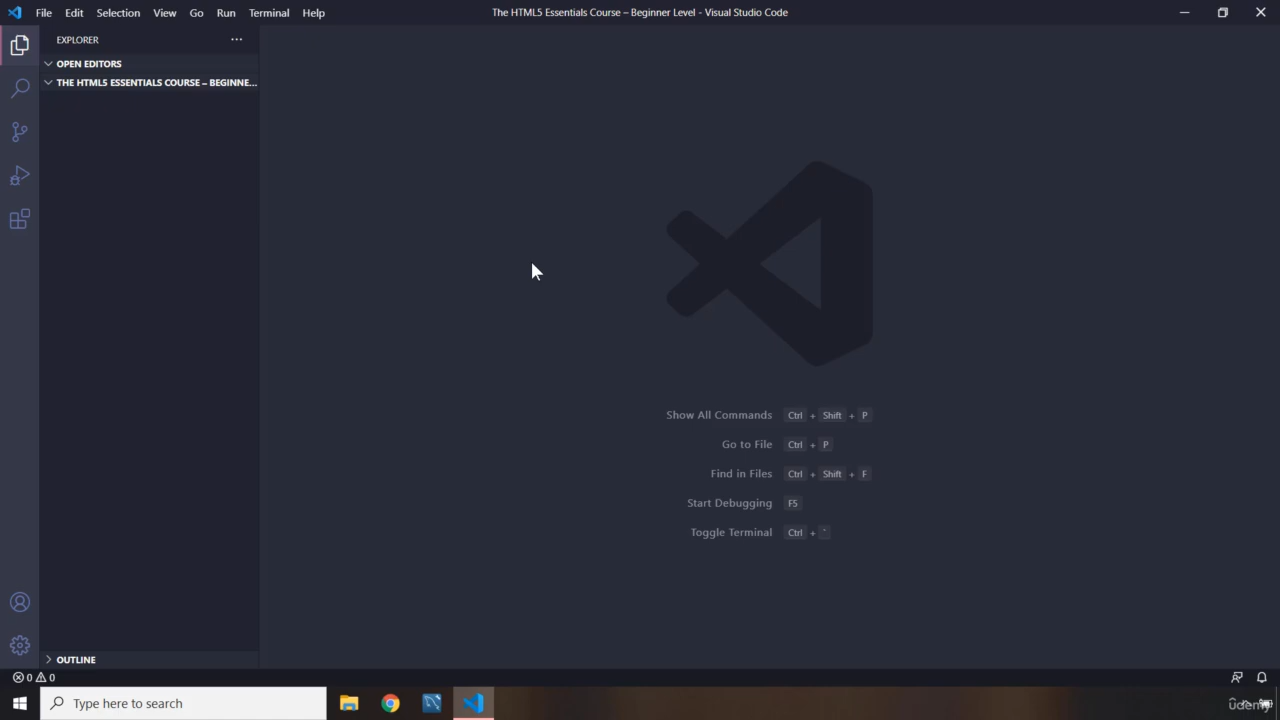 File Edit Selection View Go Run Terminal Help
The HTML5 Essentials Course – Beginner Level - Visual Studio Code
EXPLORER
OPEN EDITORS
THE HTML5 ESSENTIALS COURSE – BEGINNE...
Show All Commands Ctrl + Shift + P
Go to File Ctrl + P
Find in Files Ctrl + Shift + F
Start Debugging F5
Toggle Terminal Ctrl + `
OUTLINE
0 0
Type here to search
udemy